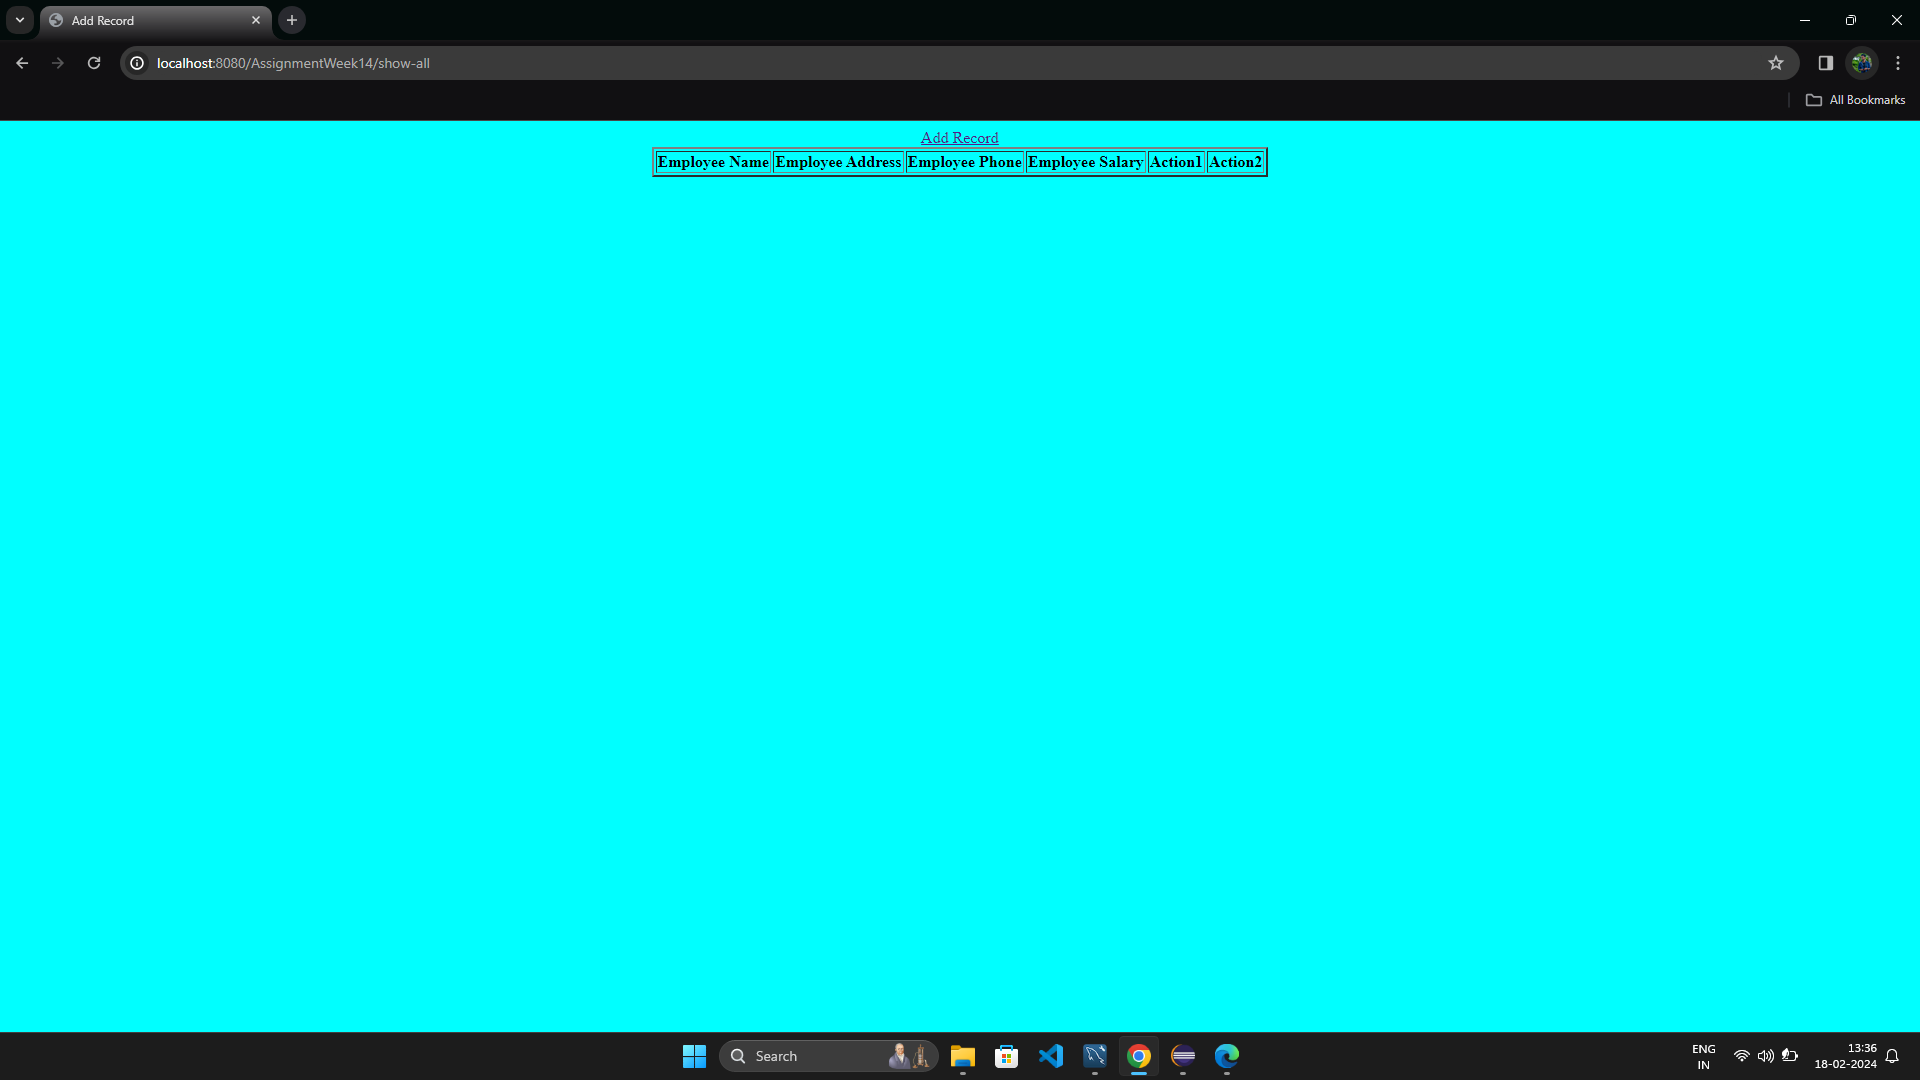 Add Record
localhost:8080/AssignmentWeek14/show-all
All Bookmarks
Add Record
Employee Name Employee Address Employee Phone Employee Salary Action1 Action2
Search
ENG
IN
13:36
18-02-2024